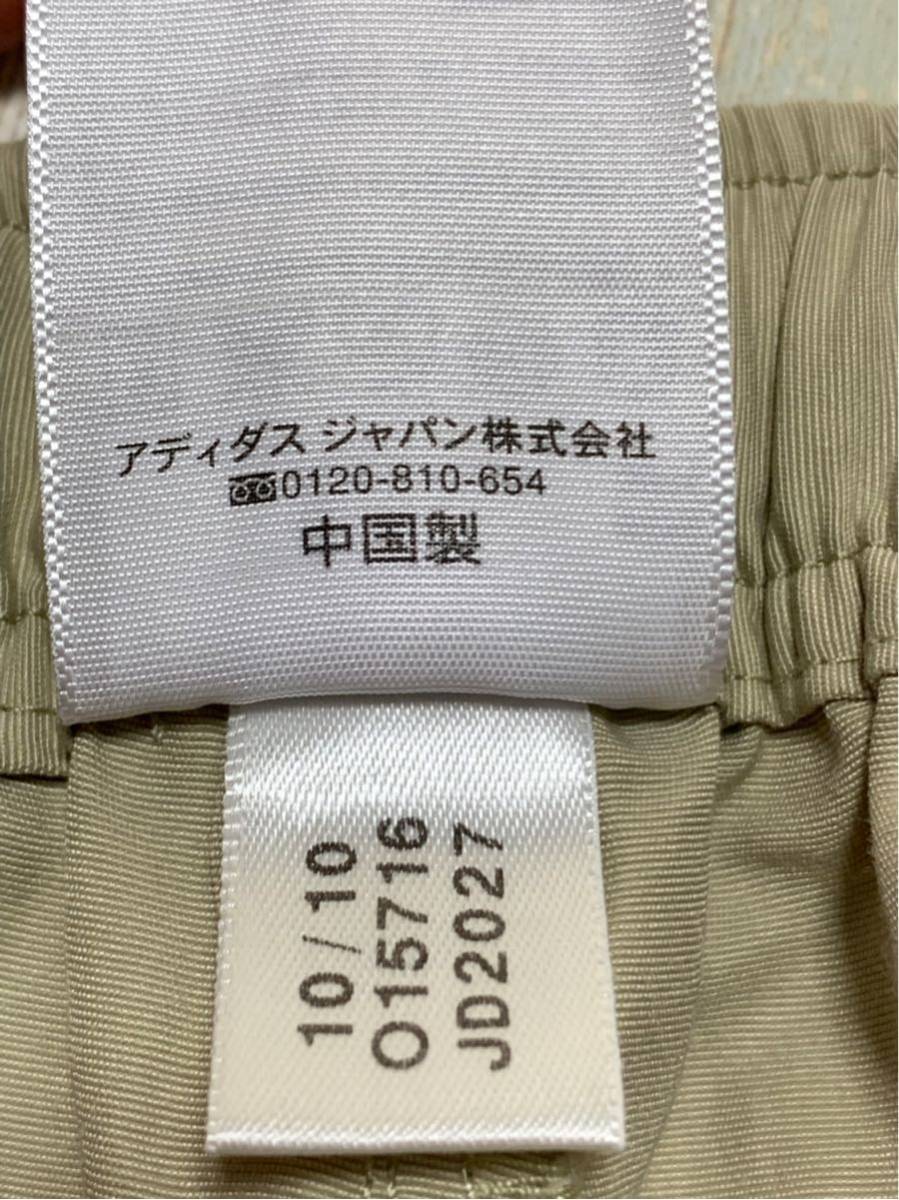 アディダス ジャパン株式会社
0120-810-654
中国製
10/10
O15716
JD2027